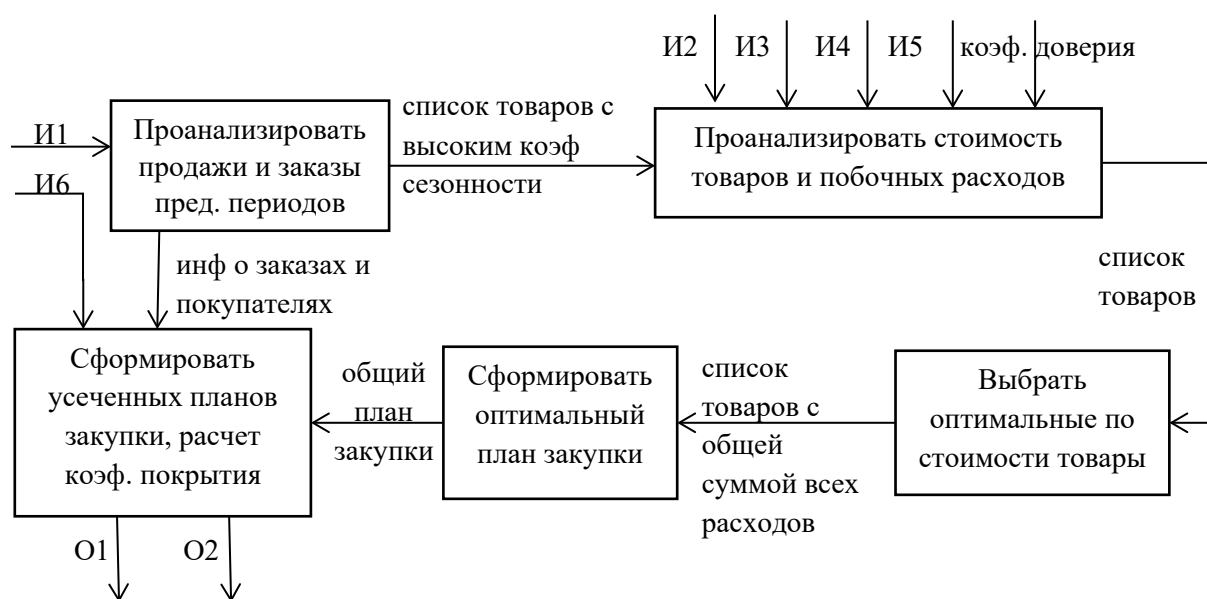 И2 И3 И4 И5 коэф. доверия
И1
И6
Проанализировать
продажи и заказы
пред. периодов
список товаров с
высоким коэф
сезонности
Проанализировать стоимость
товаров и побочных расходов
инф о заказах и
покупателях
список
товаров
Сформировать
усеченных планов
закупки, расчет
коэф. покрытия
общий
план
закупки
Сформировать
оптимальный
план закупки
список
товаров с
общей
суммой всех
расходов
Выбрать
оптимальные по
стоимости товары
О1 О2